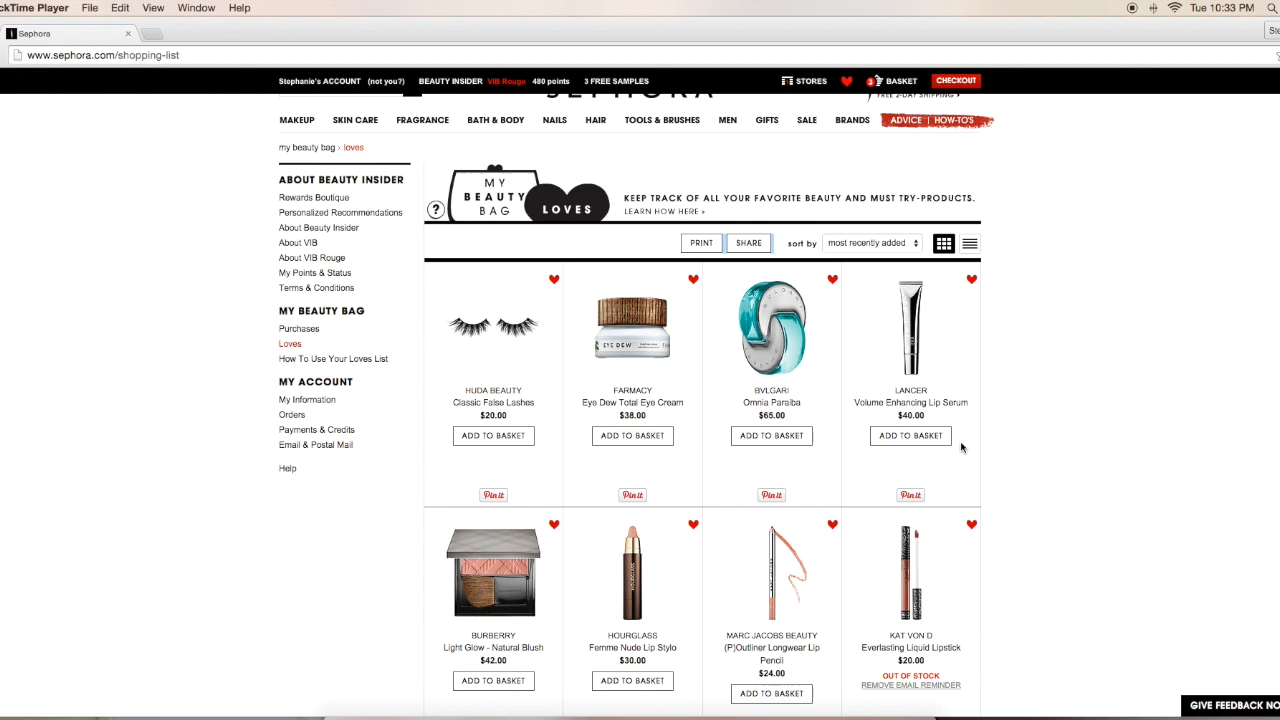 ckTime Player File Edit View Window Help Tue 10:33 PM
Sephora
www.sephora.com/shopping-list
Stephanie's ACCOUNT (not you?) BEAUTY INSIDER VIB Rouge 480 points 3 FREE SAMPLES STORES BASKET CHECKOUT
SEPHORA FREE 2-DAY SHIPPING
MAKEUP SKIN CARE FRAGRANCE BATH & BODY NAILS HAIR TOOLS & BRUSHES MEN GIFTS SALE BRANDS ADVICE | HOW-TO'S
my beauty bag › loves
ABOUT BEAUTY INSIDER
Rewards Boutique
Personalized Recommendations
About Beauty Insider
About VIB
About VIB Rouge
My Points & Status
Terms & Conditions
MY BEAUTY BAG
Purchases
Loves
How To Use Your Loves List
MY ACCOUNT
My Information
Orders
Payments & Credits
Email & Postal Mail
Help
?
MY
BEAUTY
BAG
LOVES
KEEP TRACK OF ALL YOUR FAVORITE BEAUTY AND MUST TRY-PRODUCTS.
LEARN HOW HERE »
PRINT SHARE sort by most recently added
EYE DEW
HUDA BEAUTY
Classic False Lashes
$20.00
ADD TO BASKET
Pin it
FARMACY
Eye Dew Total Eye Cream
$38.00
ADD TO BASKET
Pin it
BVLGARI
Omnia Paraiba
$65.00
ADD TO BASKET
Pin it
LANCER
Volume Enhancing Lip Serum
$40.00
ADD TO BASKET
Pin it
BURBERRY
Light Glow - Natural Blush
$42.00
ADD TO BASKET
HOURGLASS
Femme Nude Lip Stylo
$30.00
ADD TO BASKET
MARC JACOBS BEAUTY
(P)Outliner Longwear Lip
Pencil
$24.00
ADD TO BASKET
KAT VON D
Everlasting Liquid Lipstick
$20.00
OUT OF STOCK
REMOVE EMAIL REMINDER
GIVE FEEDBACK NO